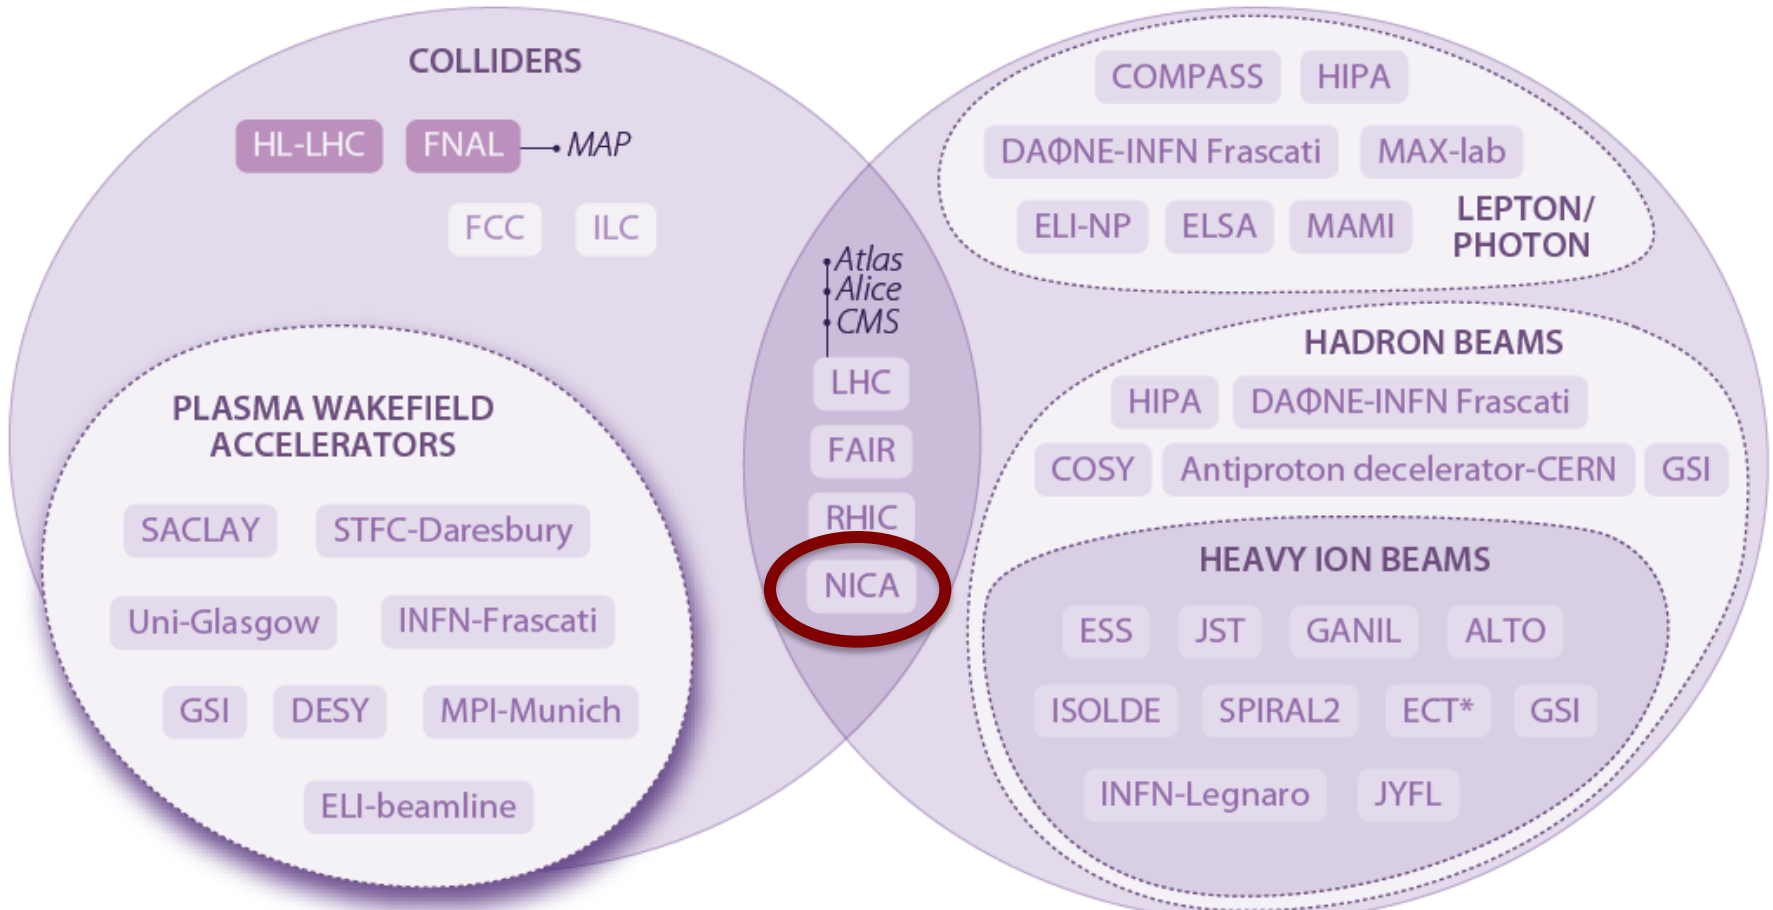 COLLIDERS
HL-LHC FNAL MAP
FCC ILC
PLASMA WAKEFIELD
ACCELERATORS
SACLAY STFC-Daresbury
Uni-Glasgow INFN-Frascati
GSI DESY MPI-Munich
ELI-beamline
Atlas
Alice
CMS
LHC
FAIR
RHIC
NICA
COMPASS HIPA
DAΦNE-INFN Frascati MAX-lab
ELI-NP ELSA MAMI
LEPTON/
PHOTON
HADRON BEAMS
HIPA DAΦNE-INFN Frascati
COSY Antiproton decelerator-CERN GSI
HEAVY ION BEAMS
ESS JST GANIL ALTO
ISOLDE SPIRAL2 ECT* GSI
INFN-Legnaro JYFL